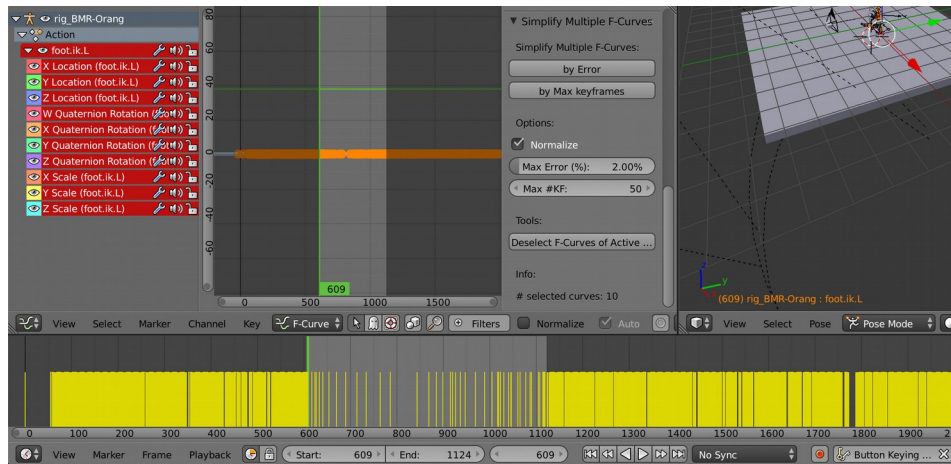 rig_BMR-Orang
Action
foot.ik.L
X Location (foot.ik.L)
Y Location (foot.ik.L)
Z Location (foot.ik.L)
W Quaternion Rotation (foot
X Quaternion Rotation (foot
Y Quaternion Rotation (foot
Z Quaternion Rotation (foot
X Scale (foot.ik.L)
Y Scale (foot.ik.L)
Z Scale (foot.ik.L)
80
60
40
20
0
-20
-40
-60
609
0 500 1000 1500
Simplify Multiple F-Curves
Simplify Multiple F-Curves:
by Error
by Max keyframes
Options:
Normalize
Max Error (%): 2.00%
Max #KF: 50
Tools:
Deselect F-Curves of Active ...
Info:
# selected curves: 10
z
y
(609) rig_BMR-Orang : foot.ik.L
View Select Marker Channel Key F-Curve Filters Normalize Auto
View Select Pose Pose Mode
0 100 200 300 400 500 600 700 800 900 1000 1100 1200 1300 1400 1500 1600 1700 1800 1900 2
View Marker Frame Playback Start: 609 End: 1124 609 No Sync Button Keying ...